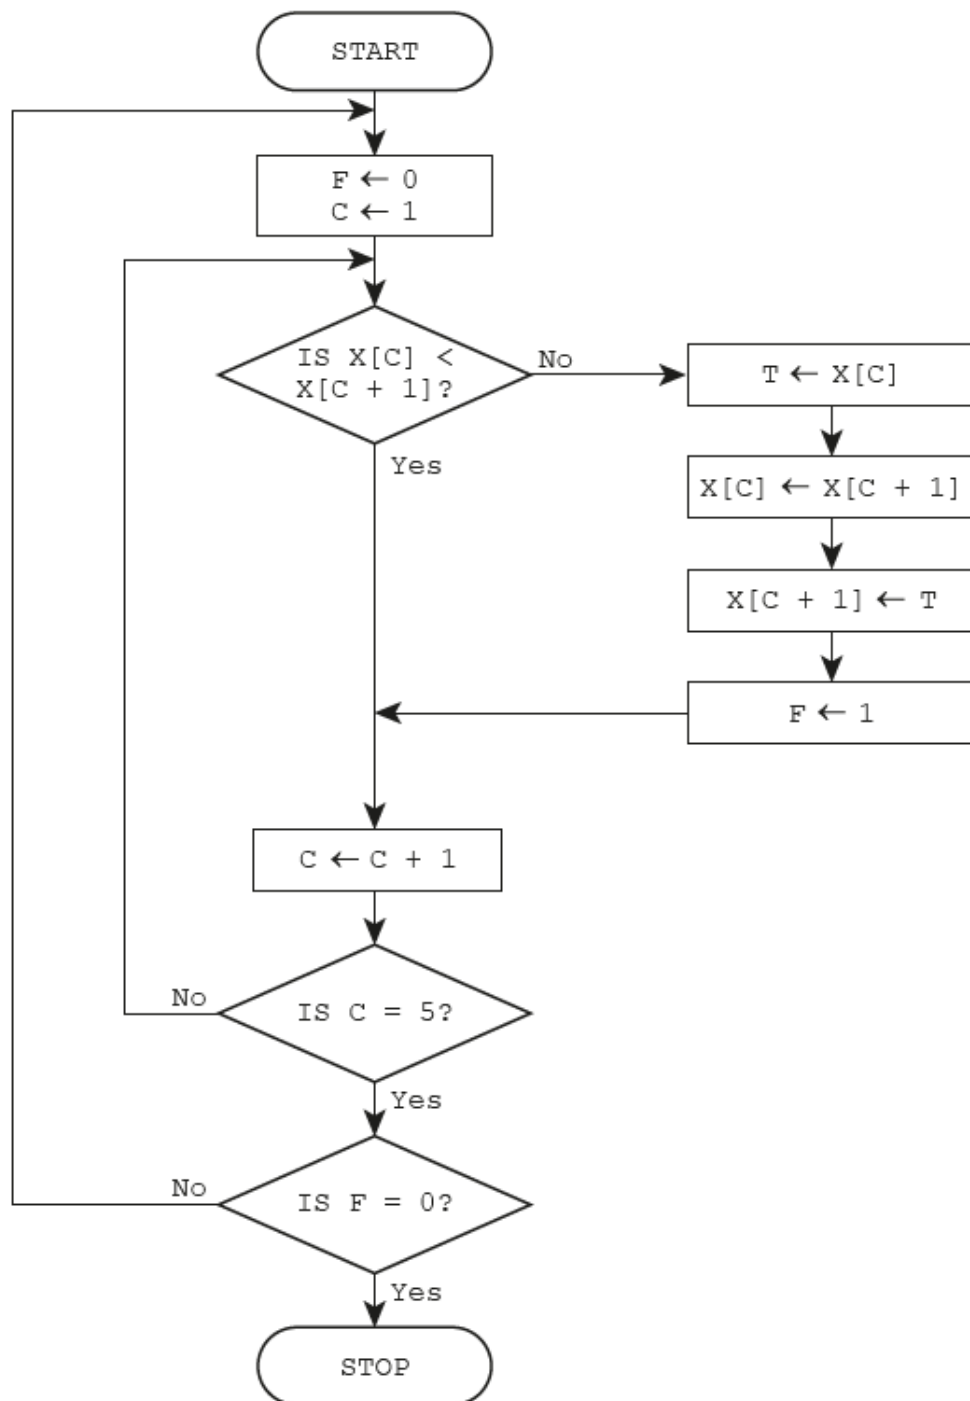 START
F ← 0
C ← 1
IS X[C] <
X[C + 1]?
No
T ← X[C]
Yes
X[C] ← X[C + 1]
X[C + 1] ← T
F ← 1
C ← C + 1
No
IS C = 5?
Yes
No
IS F = 0?
Yes
STOP